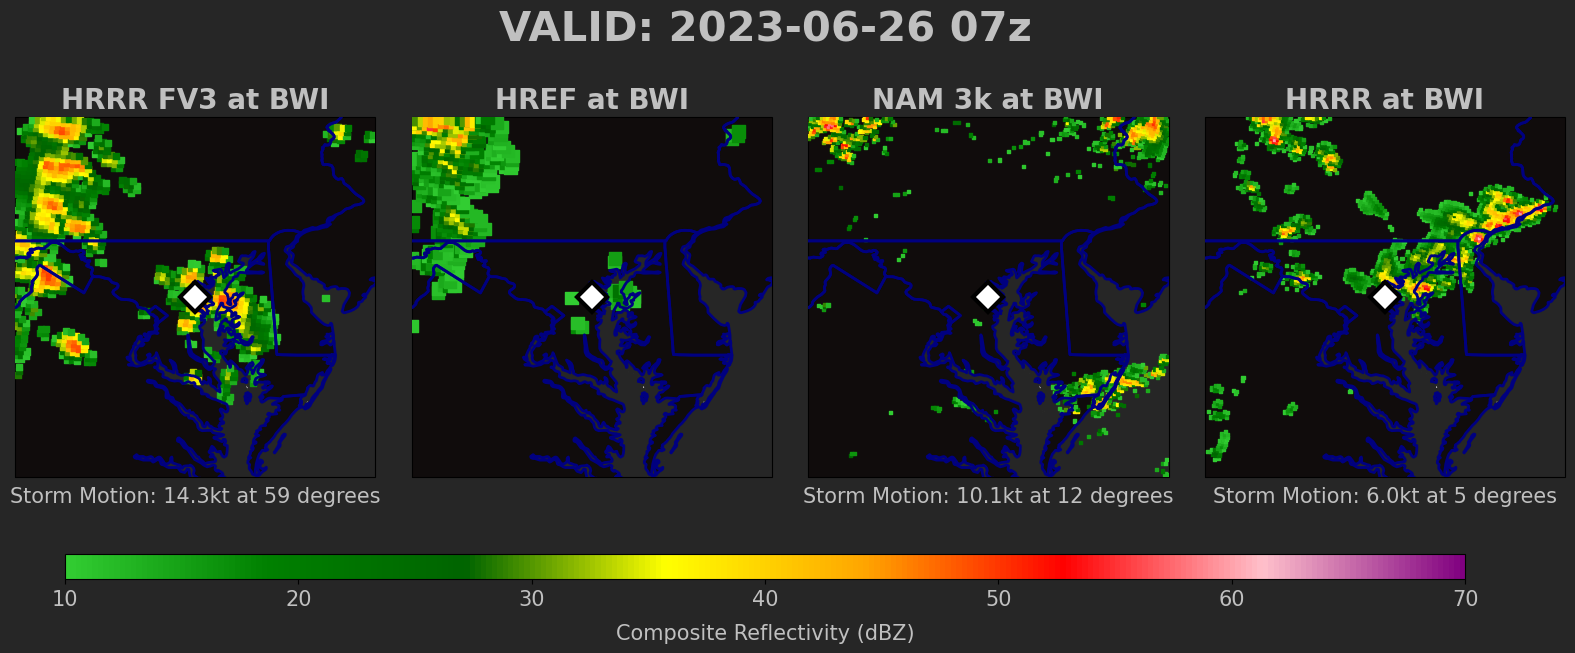 VALID: 2023-06-26 07z
HRRR FV3 at BWI
HREF at BWI
NAM 3k at BWI
HRRR at BWI
Storm Motion: 14.3kt at 59 degrees
Storm Motion: 10.1kt at 12 degrees
Storm Motion: 6.0kt at 5 degrees
10 20 30 40 50 60 70
Composite Reflectivity (dBZ)